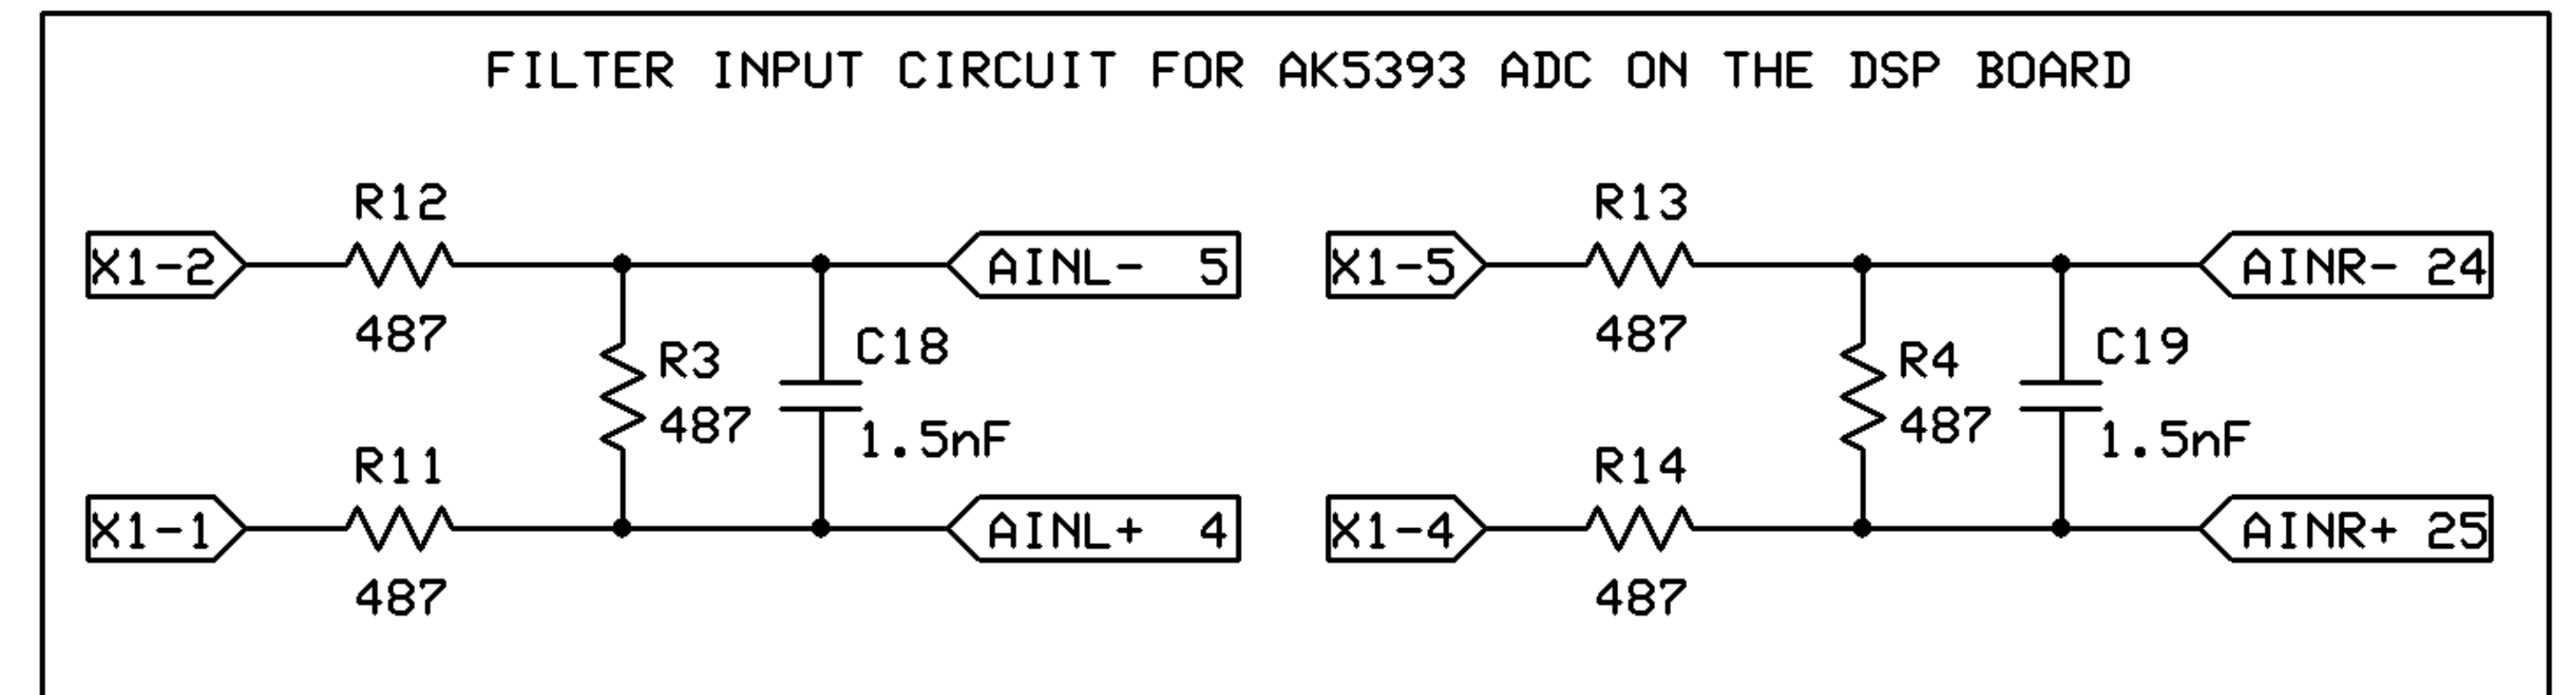 FILTER INPUT CIRCUIT FOR AK5393 ADC ON THE DSP BOARD
R12
X1-2
487
AINL- 5
R3
487
C18
1.5nF
R11
X1-1
487
AINL+ 4
R13
X1-5
487
AINR- 24
R4
487
C19
1.5nF
R14
X1-4
487
AINR+ 25